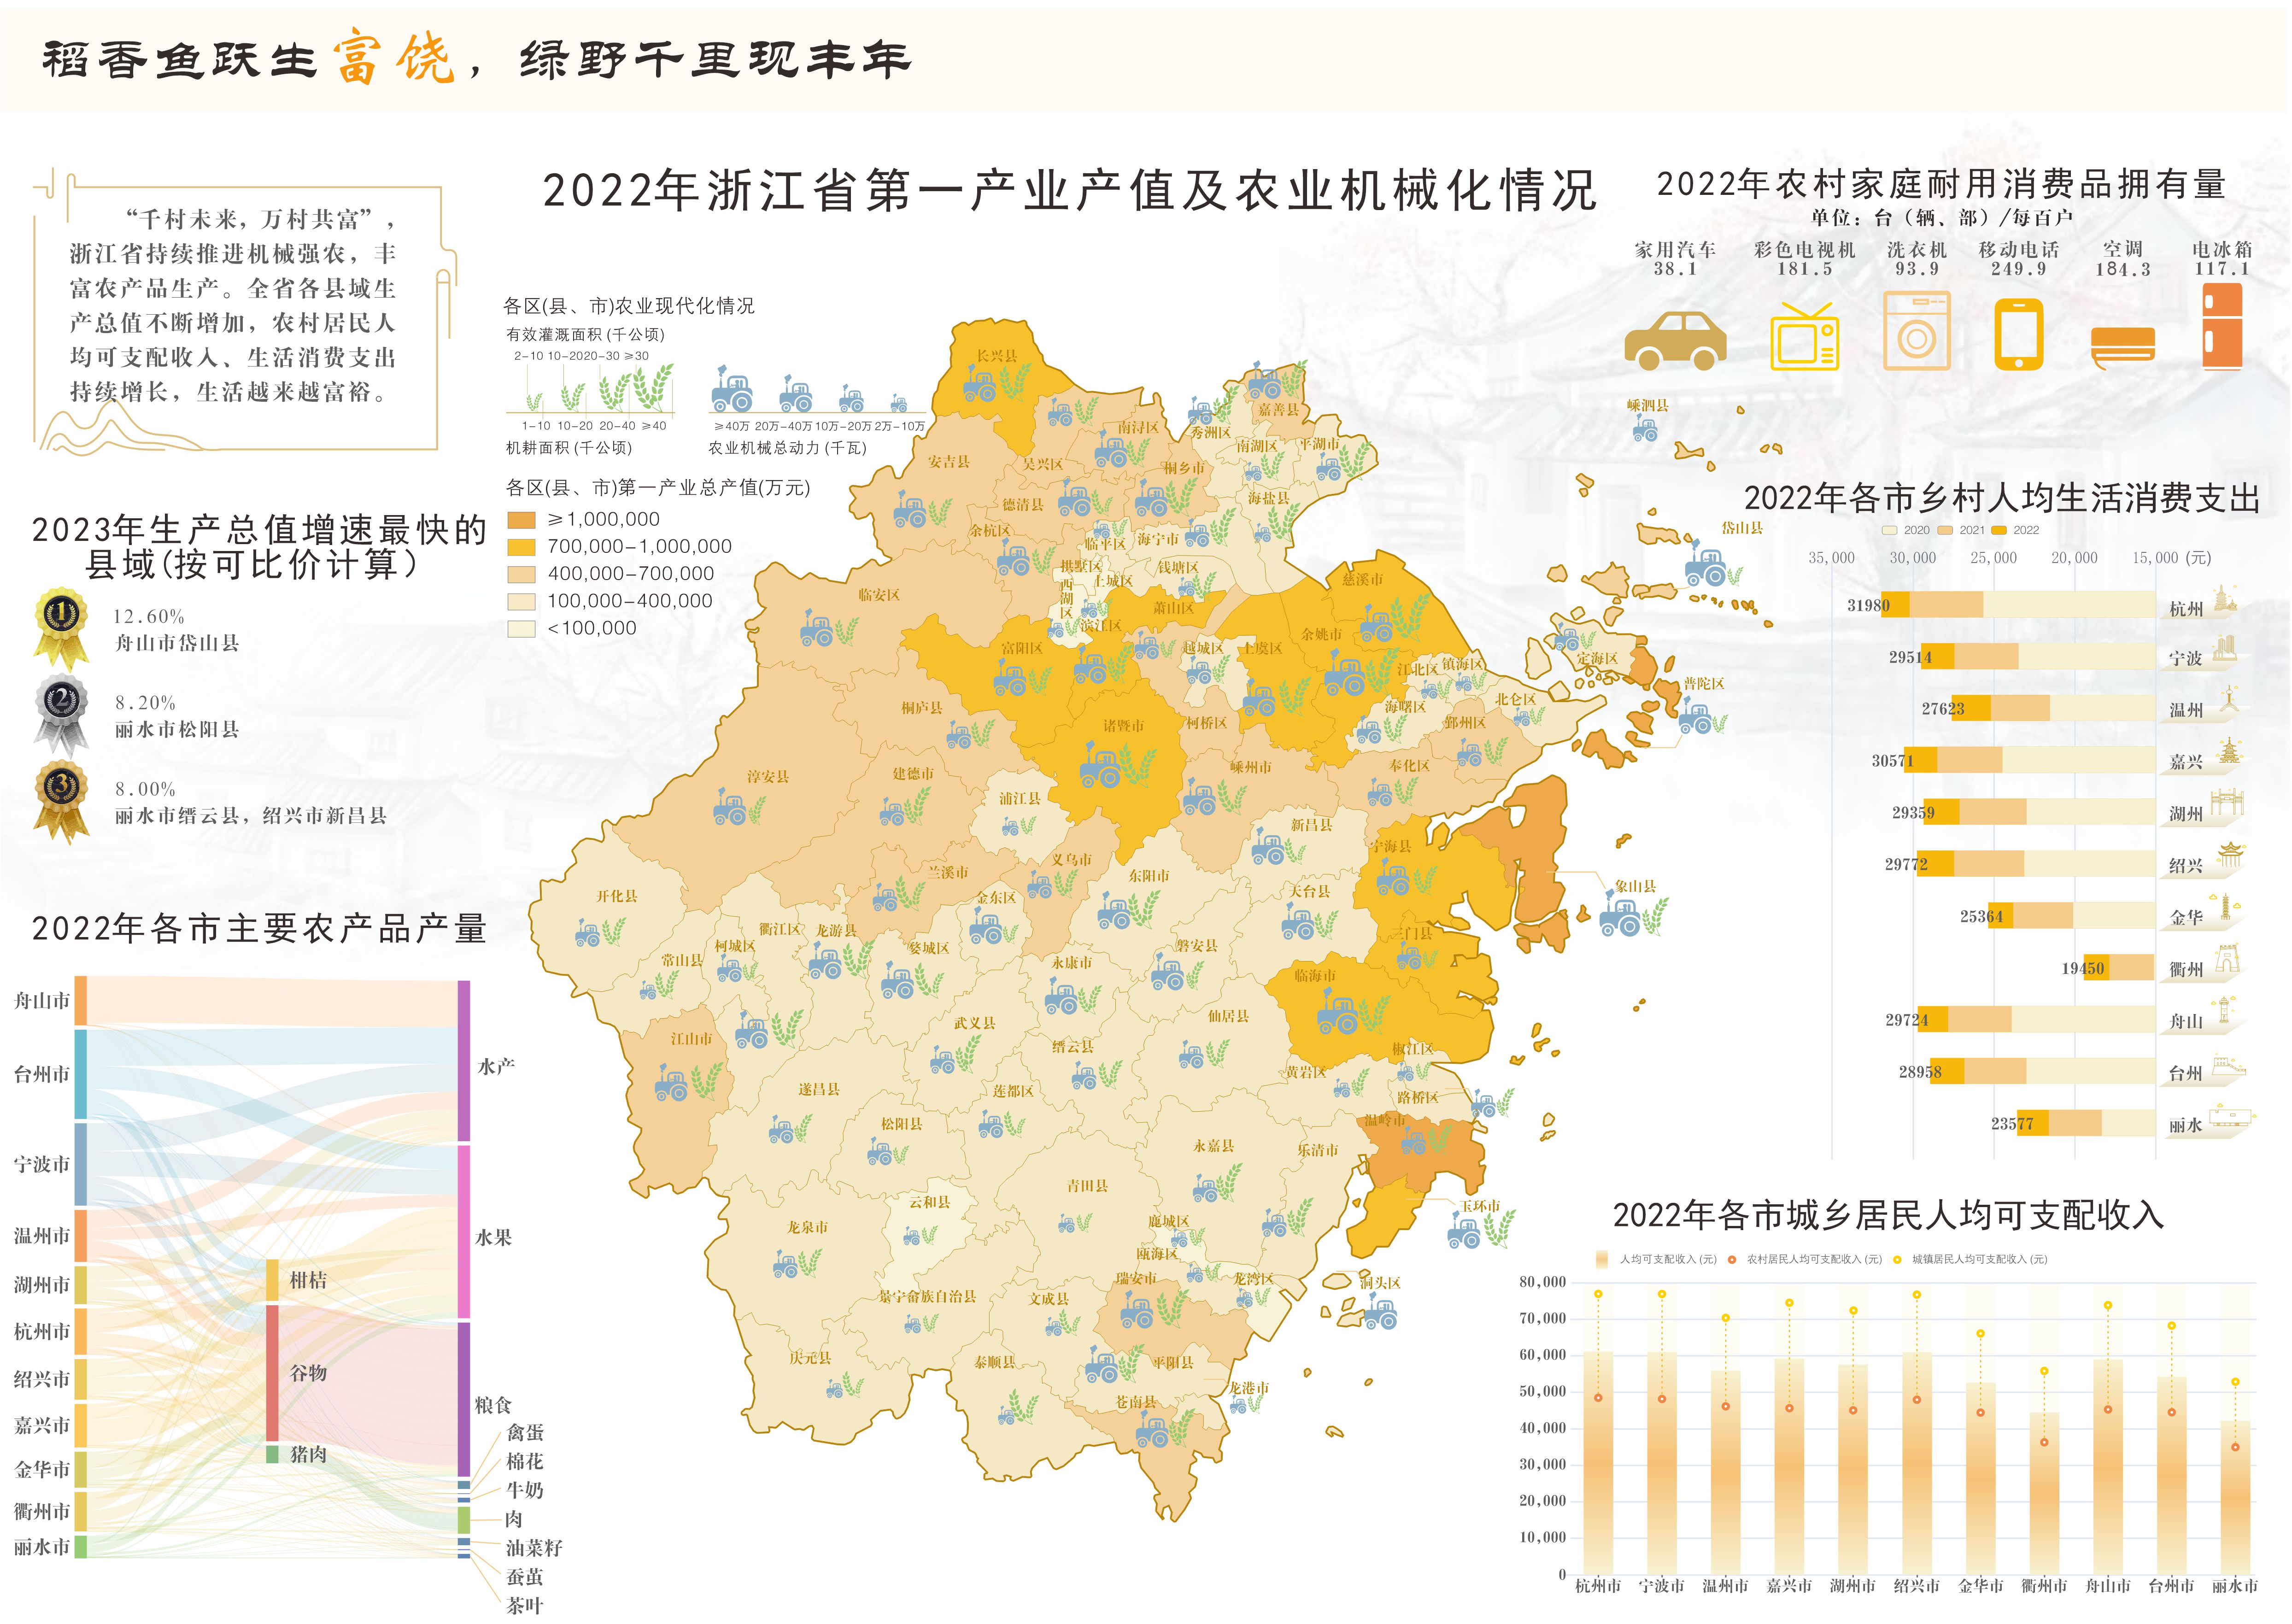 稻香鱼跃生富饶，绿野千里现丰年
“千村未来，万村共富”，
浙江省持续推进机械强农，丰
富农产品生产。全省各县域生
产总值不断增加，农村居民人
均可支配收入、生活消费支出
持续增长，生活越来越富裕。
2023年生产总值增速最快的
县域(按可比价计算)
1
12.60%
舟山市岱山县
2
8.20%
丽水市松阳县
3
8.00%
丽水市缙云县，绍兴市新昌县
2022年各市主要农产品产量
舟山市
台州市
宁波市
温州市
湖州市
杭州市
绍兴市
嘉兴市
金华市
衢州市
丽水市
柑桔
谷物
猪肉
水产
水果
粮食
禽蛋
棉花
牛奶
肉
油菜籽
蚕茧
茶叶
2022年浙江省第一产业产值及农业机械化情况
各区(县、市)农业现代化情况
有效灌溉面积 (千公顷)
2-10 10-20 20-30 ≥30
1-10 10-20 20-40 ≥40
机耕面积 (千公顷)
≥40万 20万-40万 10万-20万 2万-10万
农业机械总动力 (千瓦)
各区(县、市)第一产业总产值(万元)
≥1,000,000
700,000-1,000,000
400,000-700,000
100,000-400,000
<100,000
长兴县
嘉善县
南浔区
秀洲区
南湖区
平湖市
安吉县
吴兴区
桐乡市
德清县
海盐县
余杭区
临平区
海宁市
拱墅区
上城区
钱塘区
西湖区
临安区
萧山区
滨江区
慈溪市
富阳区
越城区
上虞区
余姚市
江北区
镇海区
定海区
嵊泗县
岱山县
普陀区
桐庐县
诸暨市
柯桥区
海曙区
鄞州区
北仑区
淳安县
建德市
嵊州市
奉化区
浦江县
新昌县
宁海县
兰溪市
义乌市
东阳市
天台县
象山县
开化县
金东区
衢江区
龙游县
柯城区
婺城区
磐安县
三门县
常山县
永康市
临海市
江山市
武义县
仙居县
缙云县
椒江区
黄岩区
遂昌县
莲都区
路桥区
松阳县
温岭市
永嘉县
乐清市
青田县
云和县
玉环市
龙泉市
鹿城区
瓯海区
瑞安市
龙湾区
洞头区
景宁畲族自治县
文成县
庆元县
泰顺县
平阳县
龙港市
苍南县
2022年农村家庭耐用消费品拥有量
单位：台（辆、部）/每百户
家用汽车 彩色电视机 洗衣机 移动电话 空调 电冰箱
38.1 181.5 93.9 249.9 184.3 117.1
2022年各市乡村人均生活消费支出
2020 2021 2022
35,000 30,000 25,000 20,000 15,000 (元)
31980 杭州
29514 宁波
27623 温州
30571 嘉兴
29359 湖州
29772 绍兴
25364 金华
19450 衢州
29724 舟山
28958 台州
23577 丽水
2022年各市城乡居民人均可支配收入
人均可支配收入 (元) 农村居民人均可支配收入 (元) 城镇居民人均可支配收入 (元)
80,000
70,000
60,000
50,000
40,000
30,000
20,000
10,000
0
杭州市 宁波市 温州市 嘉兴市 湖州市 绍兴市 金华市 衢州市 舟山市 台州市 丽水市